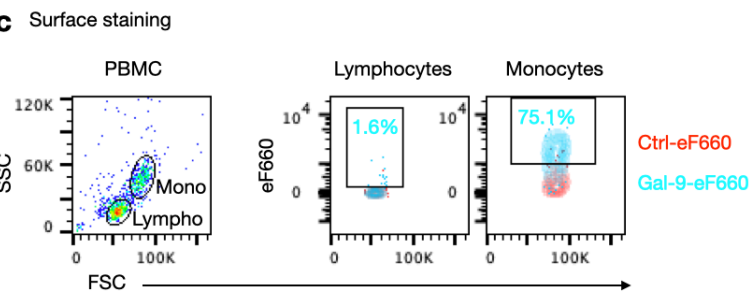 c Surface staining
PBMC
Lymphocytes
Monocytes
120K
60K
0
SSC
Mono
Lympho
0
100K
FSC
eF660
10⁴
0
1.6%
0
100K
10⁴
0
75.1%
0
100K
Ctrl-eF660
Gal-9-eF660